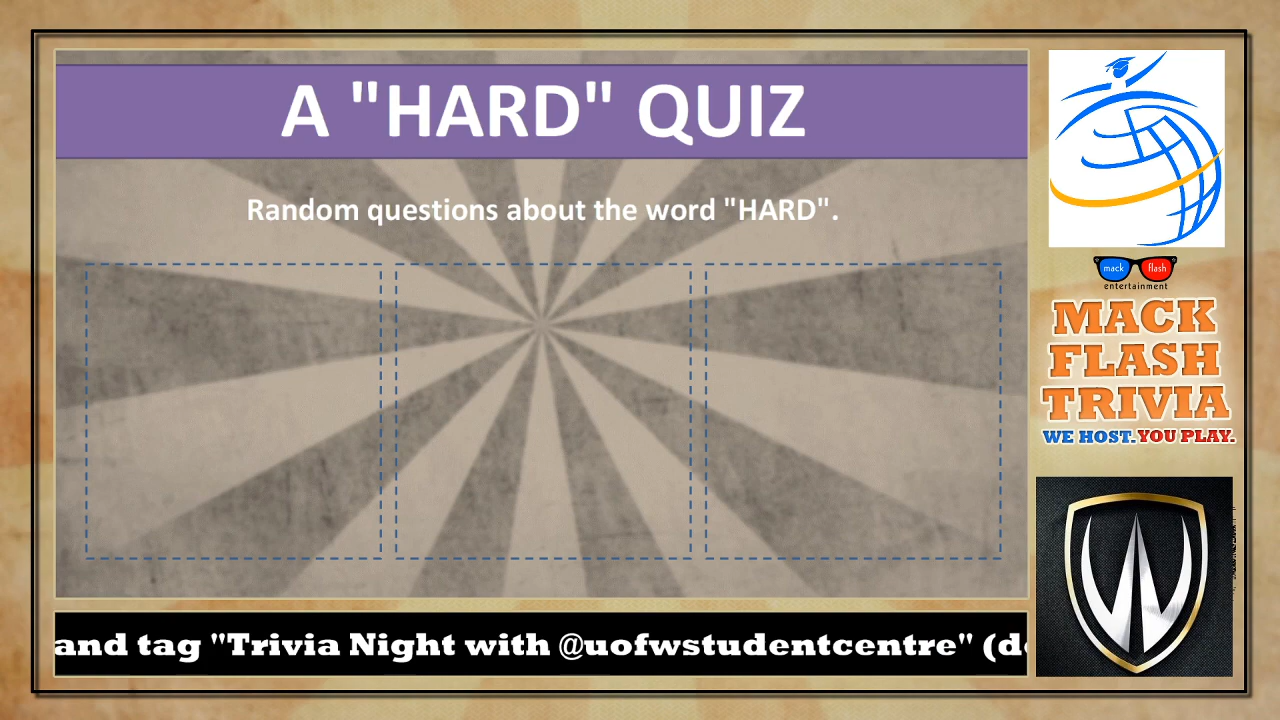 A "HARD" QUIZ
Random questions about the word "HARD".
mack flash
entertainment
MACK
FLASH
TRIVIA
WE HOST. YOU PLAY.
and tag "Trivia Night with @uofwstudentcentre" (d